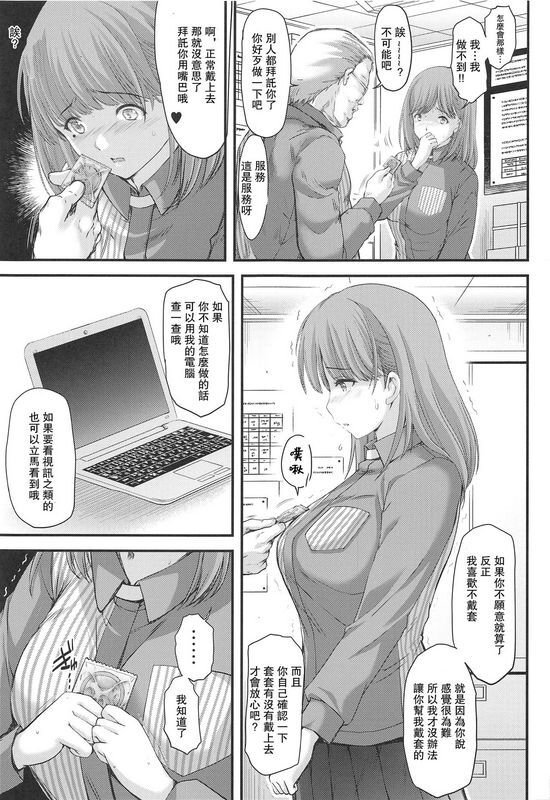 怎麼會那樣…
我…我
做不到!!
誒~~~~?
不可能吧
別人都拜託你了
你好歹做一下吧
服務
這是服務呀
啊，正常戴上去
那就沒意思了
拜託你用嘴巴哦
♥
誒?
噗啾
如果你不願意就算了
反正
我喜歡不戴套
就是因為你說
感覺很為難
所以我才沒辦法
讓你幫我戴套的
而且
你自己確認一下
套套有沒有戴上去
才會放心吧?
如果
你不知道怎麼做的話
可以用我的電腦
查一查哦
如果要看視訊之類的
也可以立馬看到哦
……
我知道了